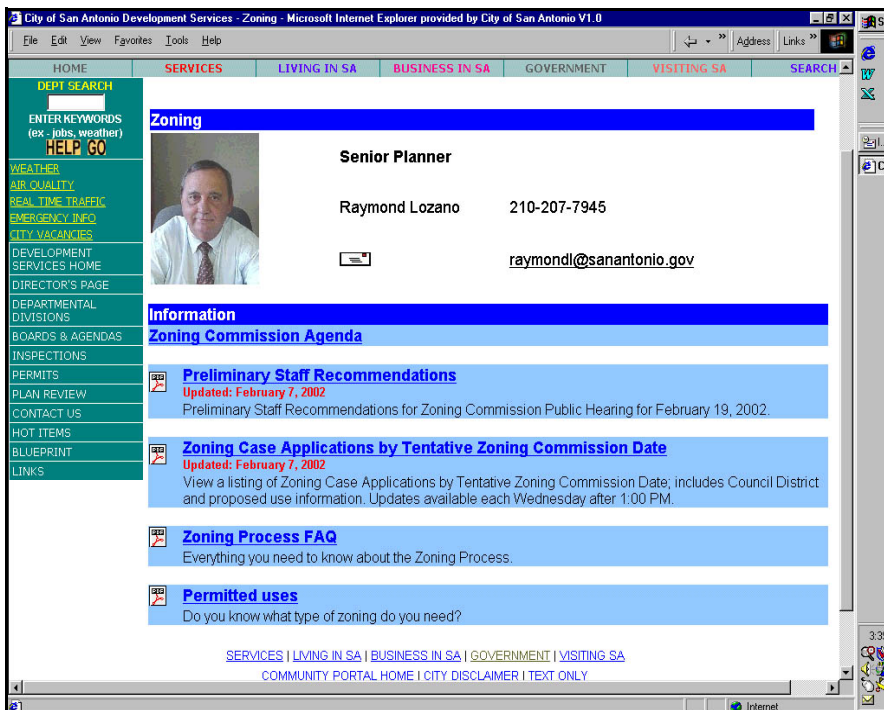 City of San Antonio Development Services - Zoning - Microsoft Internet Explorer provided by City of San Antonio V1.0
File Edit View Favorites Tools Help
Address Links
HOME SERVICES LIVING IN SA BUSINESS IN SA GOVERNMENT VISITING SA SEARCH
DEPT SEARCH
ENTER KEYWORDS
(ex - jobs, weather)
HELP GO
WEATHER
AIR QUALITY
REAL TIME TRAFFIC
EMERGENCY INFO
CITY VACANCIES
DEVELOPMENT
SERVICES HOME
DIRECTOR'S PAGE
DEPARTMENTAL
DIVISIONS
BOARDS & AGENDAS
INSPECTIONS
PERMITS
PLAN REVIEW
CONTACT US
HOT ITEMS
BLUEPRINT
LINKS
Zoning
Senior Planner
Raymond Lozano 210-207-7945
raymondl@sanantonio.gov
Information
Zoning Commission Agenda
Preliminary Staff Recommendations
Updated: February 7, 2002
Preliminary Staff Recommendations for Zoning Commission Public Hearing for February 19, 2002.
Zoning Case Applications by Tentative Zoning Commission Date
Updated: February 7, 2002
View a listing of Zoning Case Applications by Tentative Zoning Commission Date; includes Council District
and proposed use information. Updates available each Wednesday after 1:00 PM.
Zoning Process FAQ
Everything you need to know about the Zoning Process.
Permitted uses
Do you know what type of zoning do you need?
SERVICES | LIVING IN SA | BUSINESS IN SA | GOVERNMENT | VISITING SA
COMMUNITY PORTAL HOME | CITY DISCLAIMER | TEXT ONLY
Internet